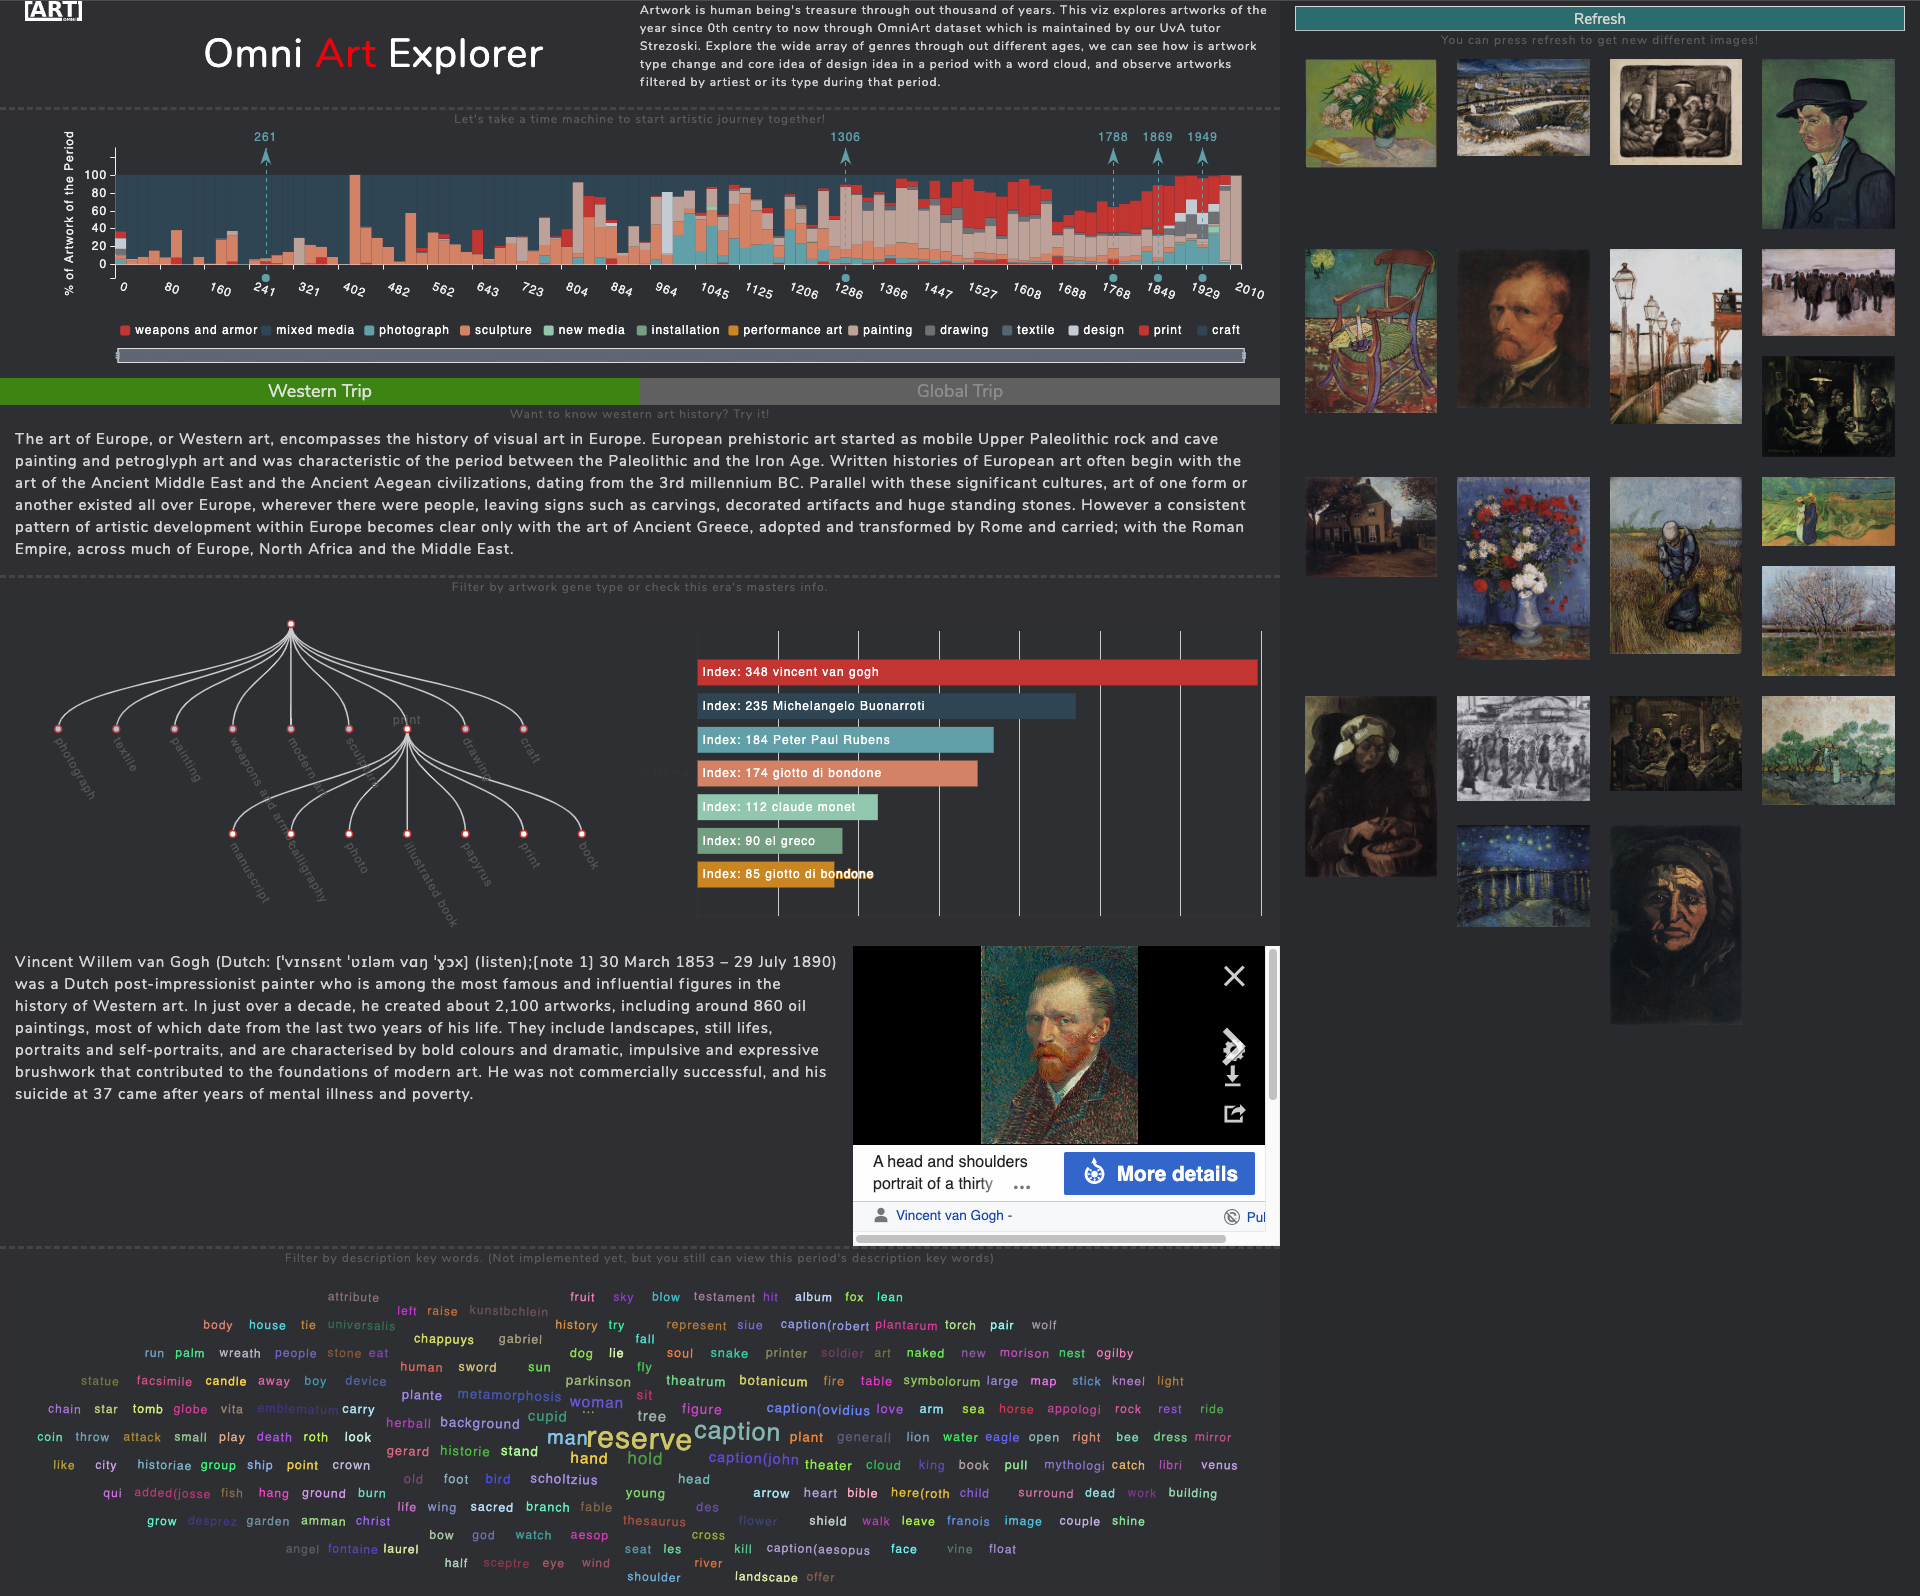 [ART]
OMNI
Omni Art Explorer
Artwork is human being's treasure through out thousand of years. This viz explores artworks of the
year since 0th centry to now through OmniArt dataset which is maintained by our UvA tutor
Strezoski. Explore the wide array of genres through out different ages, we can see how is artwork
type change and core idea of design idea in a period with a word cloud, and observe artworks
filtered by artiest or its type during that period.
Refresh
You can press refresh to get new different images!
Let's take a time machine to start artistic journey together!
261 1306 1788 1869 1949
% of Artwork of the Period
100
80
60
40
20
0
0 80 160 241 321 402 482 562 643 723 804 884 964 1045 1125 1206 1286 1366 1447 1527 1608 1688 1768 1849 1929 2010
weapons and armor mixed media photograph sculpture new media installation performance art painting drawing textile design print craft
Western Trip Global Trip
Want to know western art history? Try it!
The art of Europe, or Western art, encompasses the history of visual art in Europe. European prehistoric art started as mobile Upper Paleolithic rock and cave
painting and petroglyph art and was characteristic of the period between the Paleolithic and the Iron Age. Written histories of European art often begin with the
art of the Ancient Middle East and the Ancient Aegean civilizations, dating from the 3rd millennium BC. Parallel with these significant cultures, art of one form or
another existed all over Europe, wherever there were people, leaving signs such as carvings, decorated artifacts and huge standing stones. However a consistent
pattern of artistic development within Europe becomes clear only with the art of Ancient Greece, adopted and transformed by Rome and carried; with the Roman
Empire, across much of Europe, North Africa and the Middle East.
Filter by artwork gene type or check this era's masters info.
print
photograph textile painting weapons and armor modern art sculpture drawing craft
manuscript calligraphy photo illustrated book papyrus print book
Index: 348 vincent van gogh
Index: 235 Michelangelo Buonarroti
Index: 184 Peter Paul Rubens
Index: 174 giotto di bondone
Index: 112 claude monet
Index: 90 el greco
Index: 85 giotto di bondone
Vincent Willem van Gogh (Dutch: [ˈvɪnsɛnt ˈʋɪləm vɑŋ ˈɣɔx] (listen);[note 1] 30 March 1853 – 29 July 1890)
was a Dutch post-impressionist painter who is among the most famous and influential figures in the
history of Western art. In just over a decade, he created about 2,100 artworks, including around 860 oil
paintings, most of which date from the last two years of his life. They include landscapes, still lifes,
portraits and self-portraits, and are characterised by bold colours and dramatic, impulsive and expressive
brushwork that contributed to the foundations of modern art. He was not commercially successful, and his
suicide at 37 came after years of mental illness and poverty.
A head and shoulders
portrait of a thirty ...
More details
Vincent van Gogh - Pul
Filter by description key words. (Not implemented yet, but you still can view this period's description key words)
attribute fruit sky blow testament hit album fox lean
left raise kunstbchlein
body house tie universalis history try represent siue caption(robert plantarum torch pair wolf
chappuys gabriel fall
run palm wreath people stone eat dog lie soul snake printer soldier art naked new morison nest ogilby
human sword sun fly
statue facsimile candle away boy device parkinson theatrum botanicum fire table symbolorum large map stick kneel light
plante metamorphosis woman sit
chain star tomb globe vita emblematum carry ... figure caption(ovidius love arm sea horse appologi rock rest ride
herball background cupid tree
coin throw attack small play death roth look man reserve caption plant generall lion water eagle open right bee dress mirror
gerard historie stand hand hold caption(john
like city historiae group ship point crown theater cloud king book pull mythologi catch libri venus
old foot bird scholtzius head
qui added(josse fish hang ground burn young arrow heart bible here(roth child surround dead work building
life wing sacred branch fable des
grow desprez garden amman christ thesaurus flower shield walk leave franois image couple shine
bow god watch aesop cross
angel fontaine laurel seat les kill caption(aesopus face vine float
half sceptre eye wind river
shoulder landscape offer